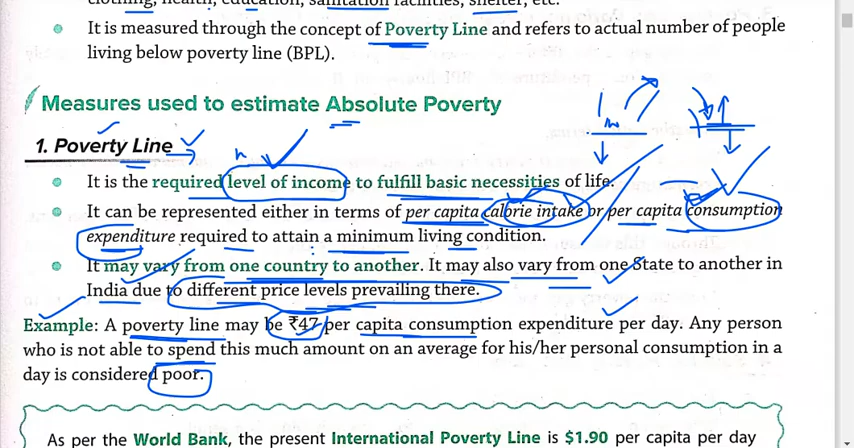 clothing, health, education, sanitation facilities, shelter, etc.
It is measured through the concept of Poverty Line and refers to actual number of people
living below poverty line (BPL).
Measures used to estimate Absolute Poverty
1. Poverty Line
It is the required level of income to fulfill basic necessities of life.
It can be represented either in terms of per capita calorie intake or per capita consumption
expenditure required to attain a minimum living condition.
It may vary from one country to another. It may also vary from one State to another in
India due to different price levels prevailing there.
Example: A poverty line may be ₹47 per capita consumption expenditure per day. Any person
who is not able to spend this much amount on an average for his/her personal consumption in a
day is considered poor.
As per the World Bank, the present International Poverty Line is $1.90 per capita per day